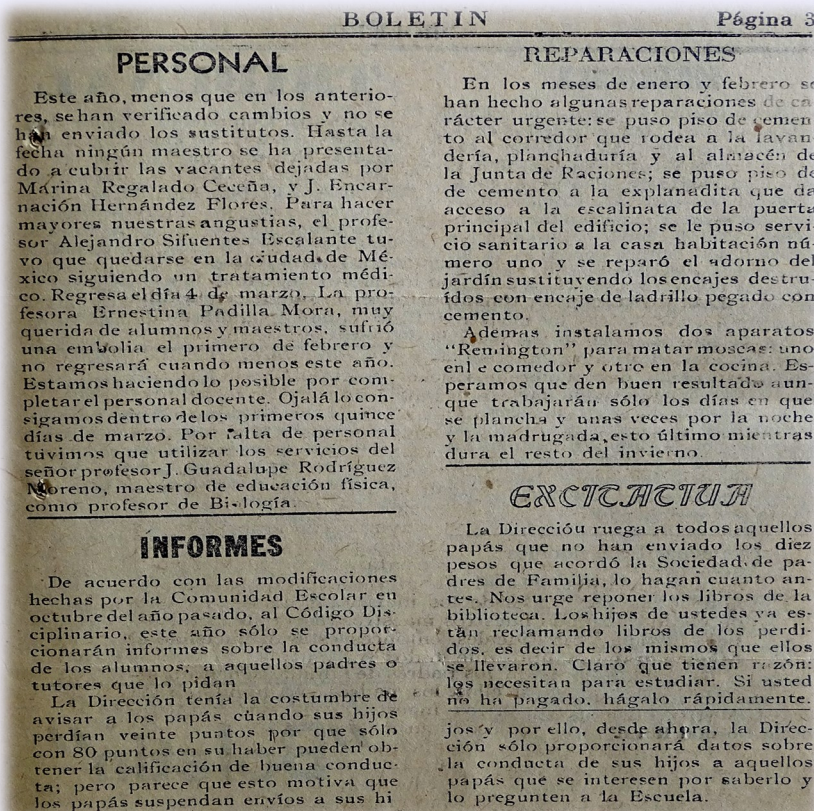 BOLETIN Página 3
PERSONAL
Este año, menos que en los anterio-
res, se han verificado cambios y no se
han enviado los sustitutos. Hasta la
fecha ningún maestro se ha presenta-
do a cubrir las vacantes dejadas por
Marina Regalado Ceceña, y J. Encar-
nación Hernández Flores. Para hacer
mayores nuestras angustias, el profe-
sor Alejandro Sifuentes Escalante tu-
vo que quedarse en la ciudad de Mé-
xico siguiendo un tratamiento médi-
co. Regresa el día 4 de marzo. La pro-
fesora Ernestina Padilla Mora, muy
querida de alumnos y maestros, sufrió
una embolia el primero de febrero y
no regresará cuando menos este año.
Estamos haciendo lo posible por com-
pletar el personal docente. Ojalá lo con-
sigamos dentro de los primeros quince
días de marzo. Por falta de personal
tuvimos que utilizar los servicios del
señor profesor J. Guadalupe Rodríguez
Moreno, maestro de educación física,
como profesor de Biología.
INFORMES
De acuerdo con las modificaciones
hechas por la Comunidad Escolar en
octubre del año pasado, al Código Dis-
ciplinario, este año sólo se propor-
cionarán informes sobre la conducta
de los alumnos, a aquellos padres o
tutores que lo pidan
La Dirección tenía la costumbre de
avisar a los papás cuando sus hijos
perdían veinte puntos por que sólo
con 80 puntos en su haber pueden ob-
tener la calificación de buena conduc-
ta; pero parece que esto motiva que
los papás suspendan envíos a sus hi
REPARACIONES
En los meses de enero y febrero se
han hecho algunas reparaciones de ca
rácter urgente: se puso piso de cemen
to al corredor que rodea a la lavan
dería, planchaduría y al almacén de
la Junta de Raciones; se puso piso de
de cemento a la explanadita que da
acceso a la escalinata de la puerta
principal del edificio; se le puso servi
cio sanitario a la casa habitación nú
mero uno y se reparó el adorno del
jardín sustituyendo los encajes destru
ídos con encaje de ladrillo pegado con
cemento.
Ademas instalamos dos aparatos
"Remington" para matar moscas: uno
enl e comedor y otro en la cocina. Es-
peramos que den buen resultado aun-
que trabajarán sólo los días en que
se plancha y unas veces por la noche
y la madrugada, esto último mientras
dura el resto del invierno.
EXCITATIVA
La Direccióu ruega a todos aquellos
papás que no han enviado los diez
pesos que acordó la Sociedad de pa-
dres de Familia, lo hagan cuanto an-
tes. Nos urge reponer los libros de la
biblioteca. Los hijos de ustedes ya es-
tán reclamando libros de los perdi-
dos, es decir de los mismos que ellos
se llevaron. Claro que tienen razón:
los necesitan para estudiar. Si usted
no ha pagado, hágalo rápidamente.
jos y por ello, desde ahora, la Direc-
ción sólo proporcionará datos sobre
la conducta de sus hijos a aquellos
papás que se interesen por saberlo y
lo pregunten a la Escuela.